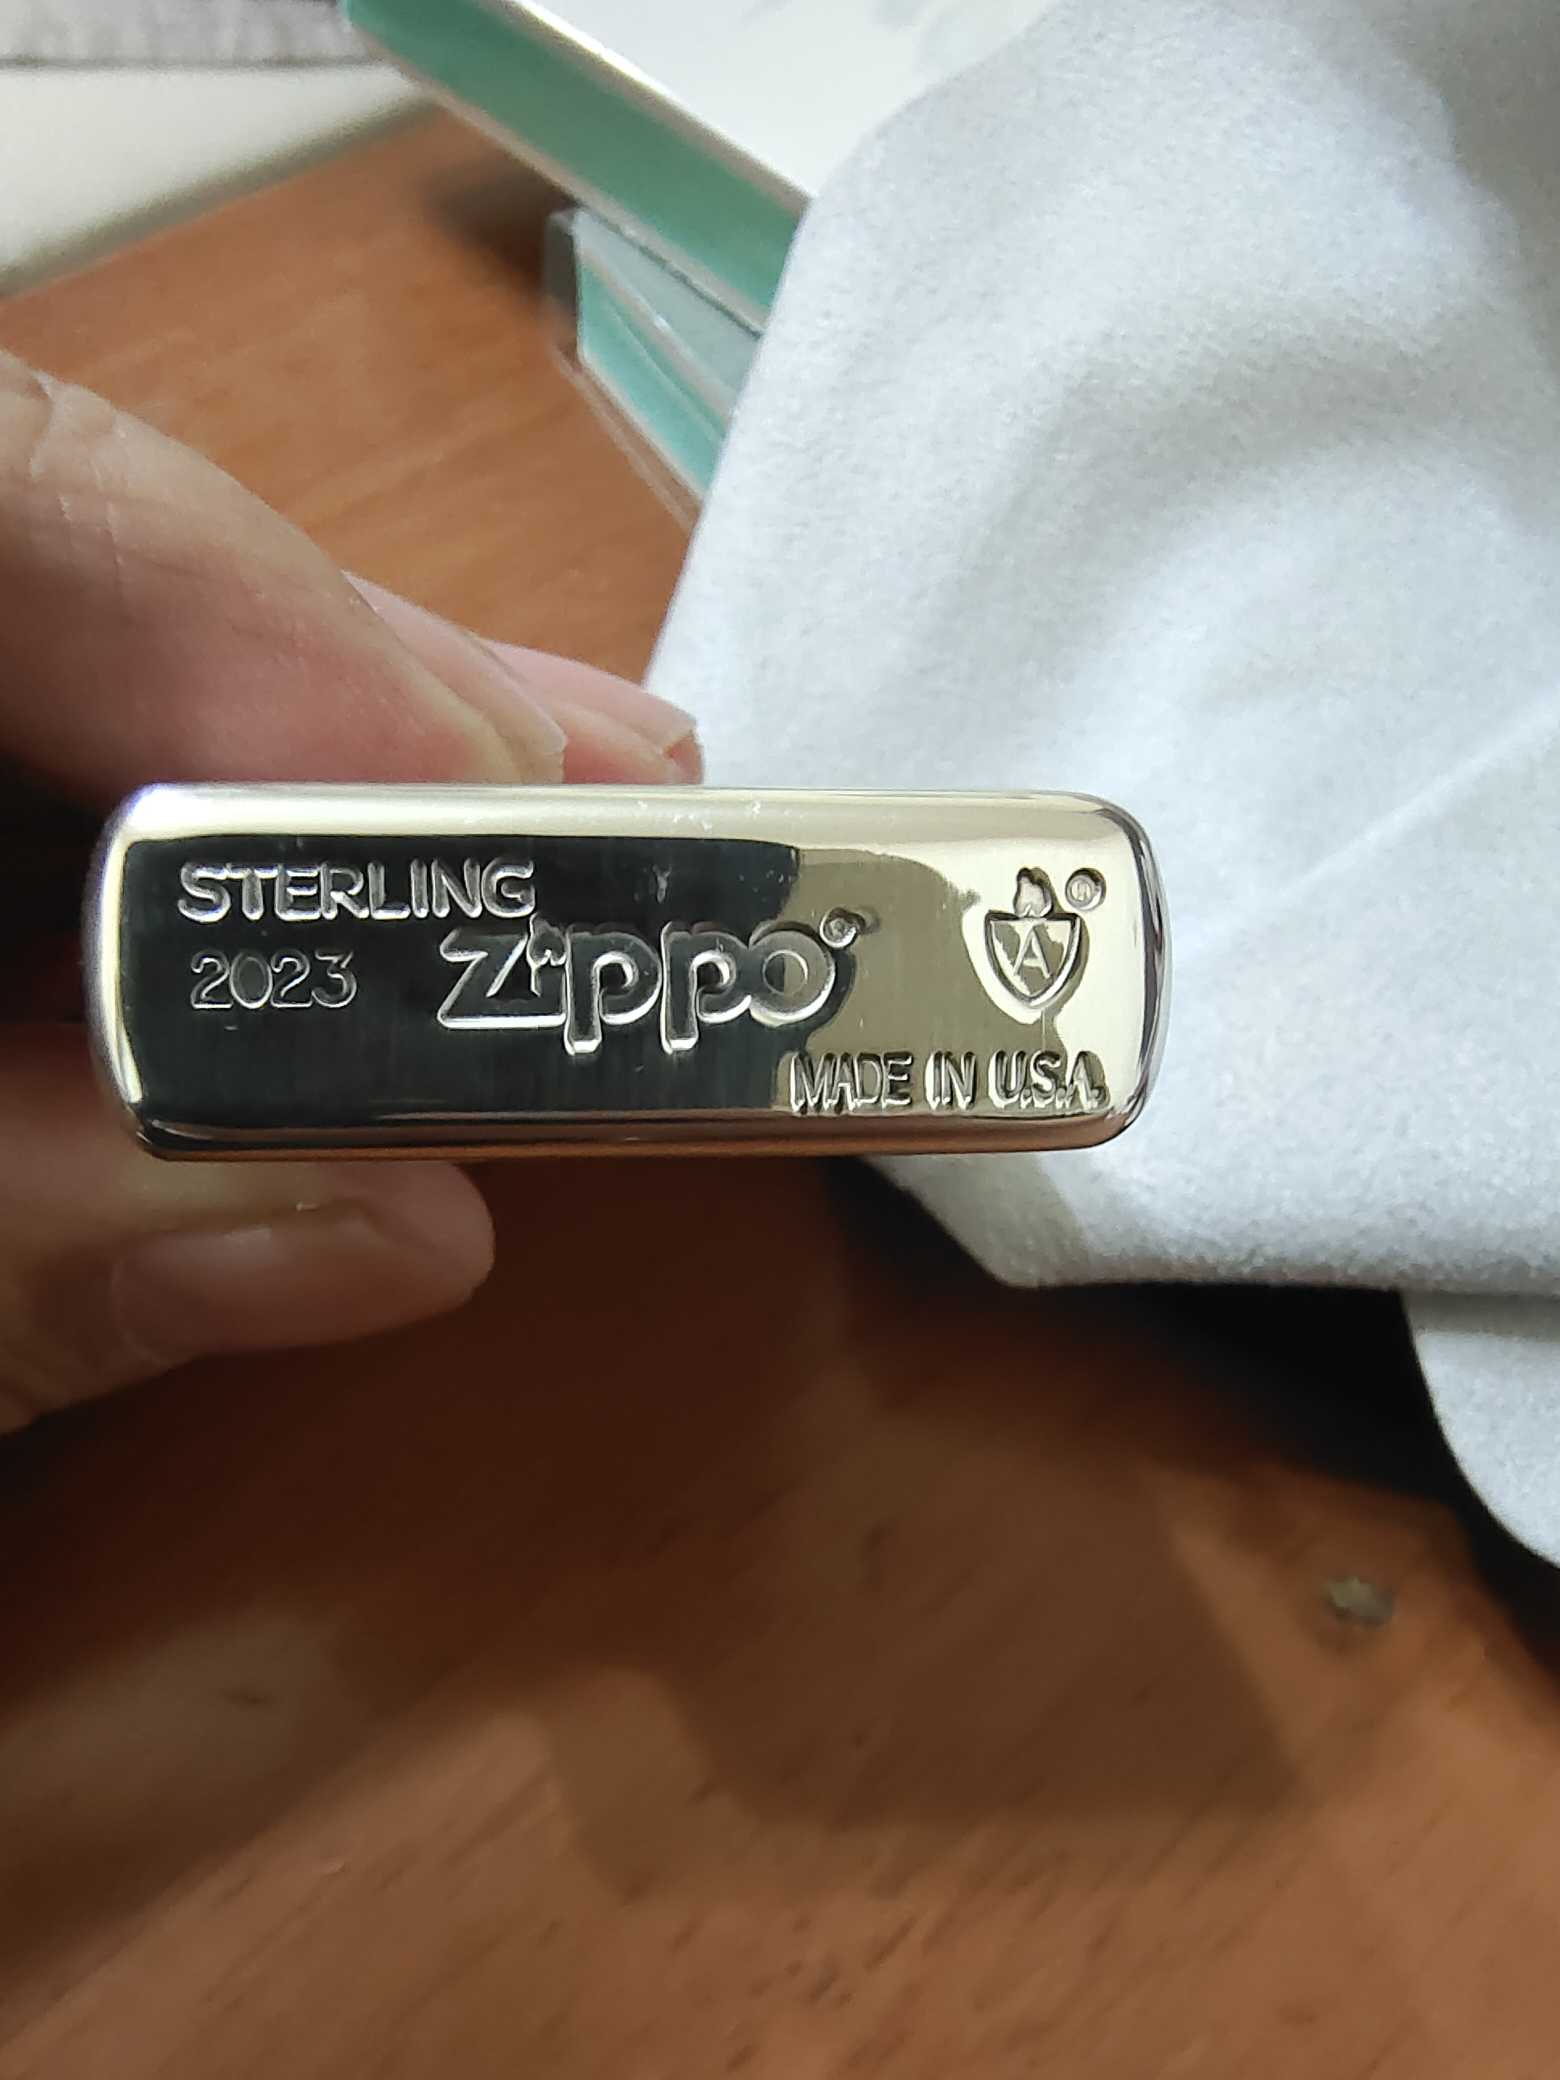 STERLING
2023 Zippo®
A ®
MADE IN U.S.A.